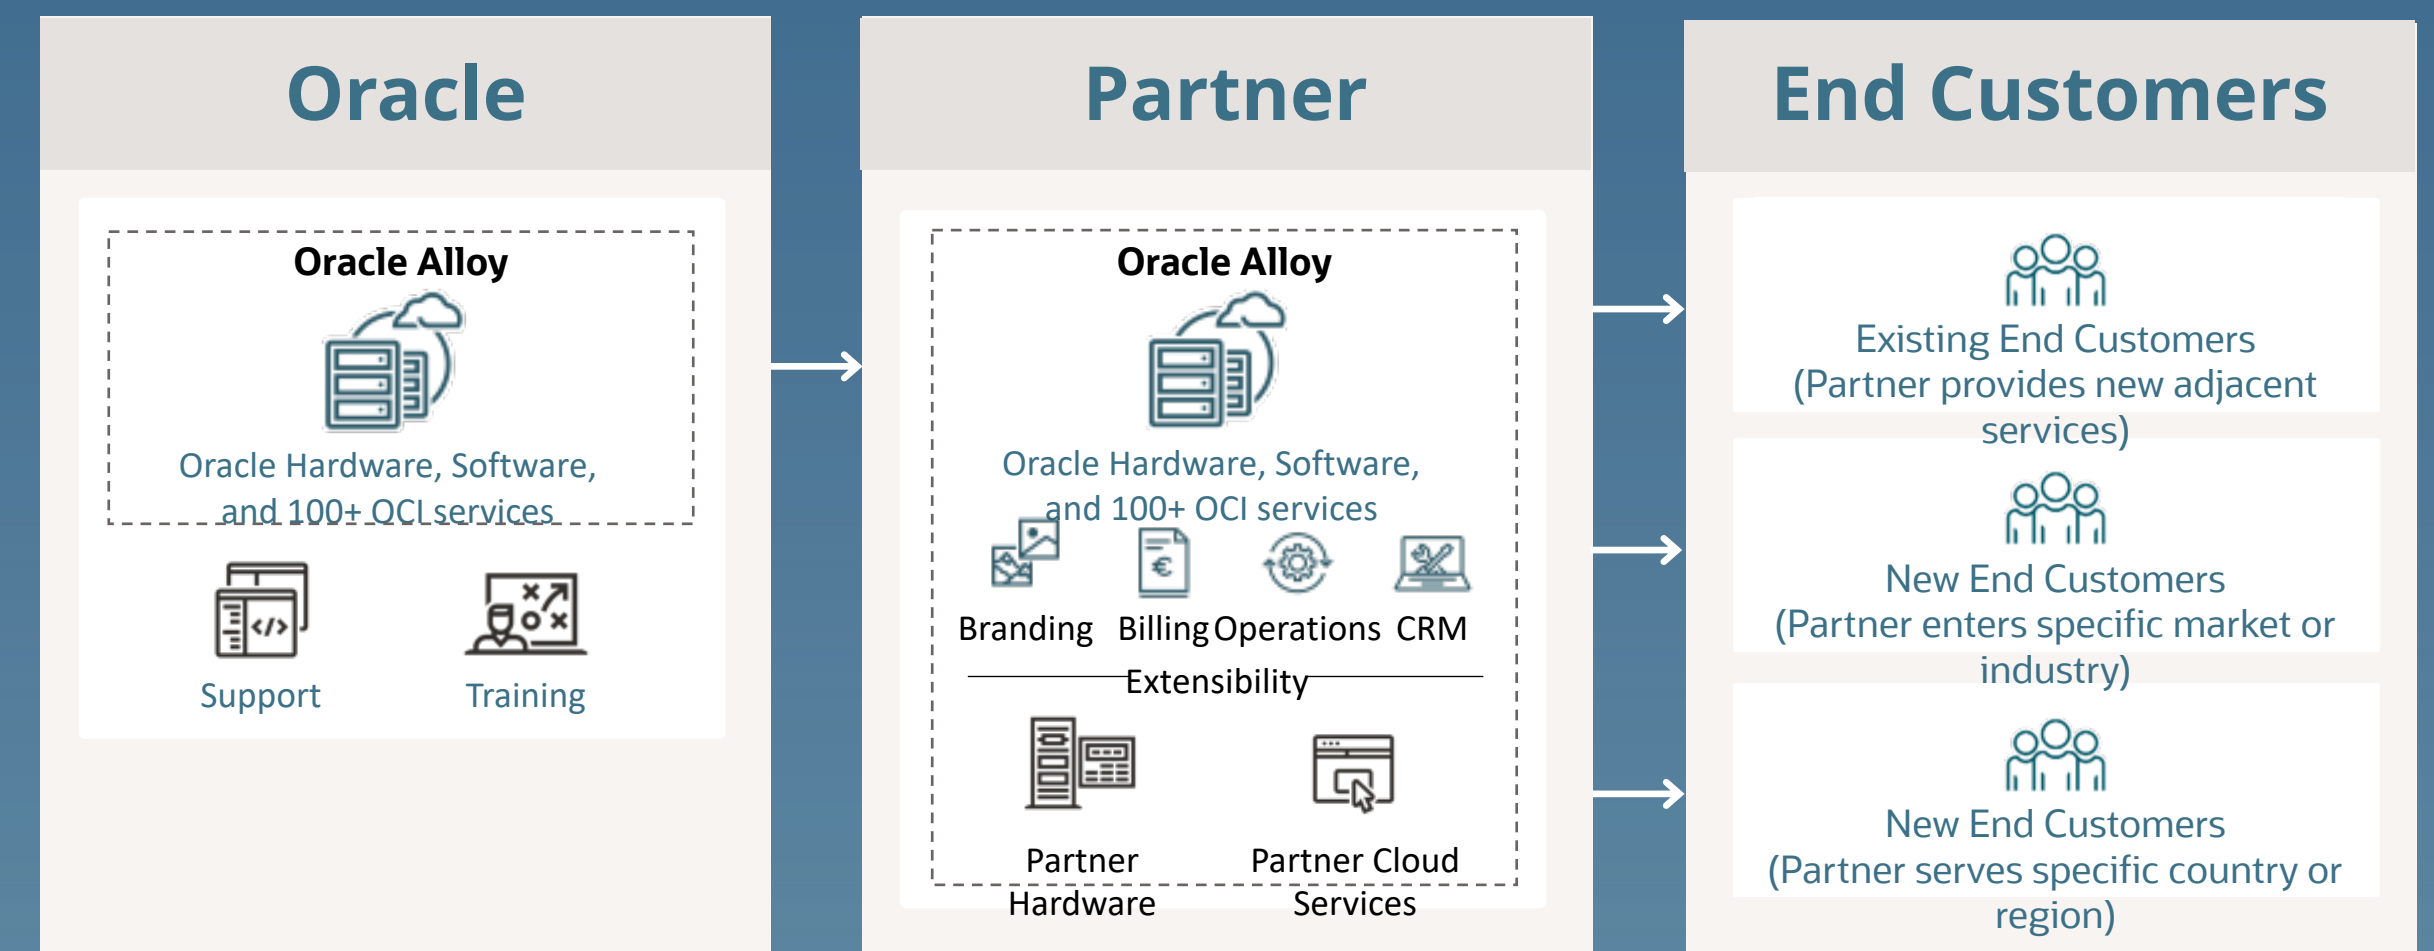 Oracle
Oracle Alloy
Oracle Hardware, Software,
and 100+ OCI services
Support
Training
Partner
Oracle Alloy
Oracle Hardware, Software,
and 100+ OCI services
€
Branding
Billing
Operations
CRM
Extensibility
Partner
Hardware
Partner Cloud
Services
End Customers
Existing End Customers
(Partner provides new adjacent
services)
New End Customers
(Partner enters specific market or
industry)
New End Customers
(Partner serves specific country or
region)